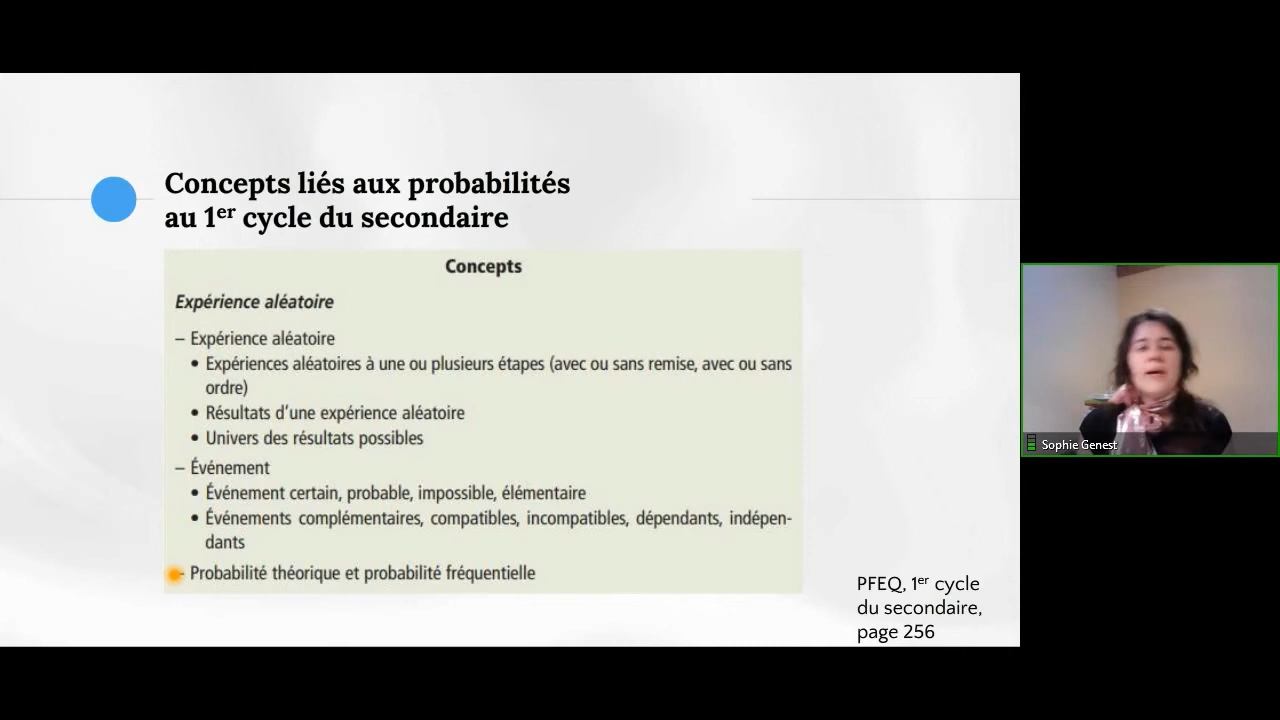 Concepts liés aux probabilités
au 1er cycle du secondaire
Concepts
Expérience aléatoire
– Expérience aléatoire
• Expériences aléatoires à une ou plusieurs étapes (avec ou sans remise, avec ou sans
ordre)
• Résultats d'une expérience aléatoire
• Univers des résultats possibles
– Événement
• Événement certain, probable, impossible, élémentaire
• Événements complémentaires, compatibles, incompatibles, dépendants, indépen-
dants
– Probabilité théorique et probabilité fréquentielle
PFEQ, 1er cycle
du secondaire,
page 256
Sophie Genest